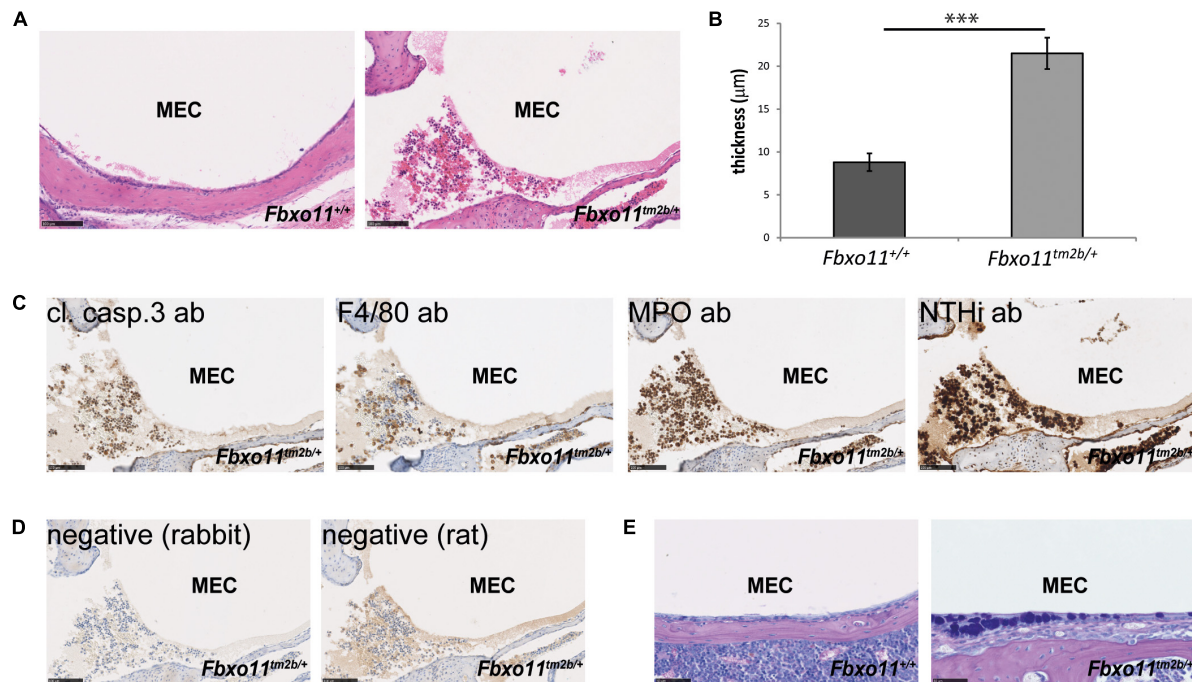 A
MEC
Fbxo11+/+
MEC
Fbxo11tm2b/+
B
***
thickness (μm)
25
20
15
10
5
0
Fbxo11+/+
Fbxo11tm2b/+
C
cl. casp.3 ab
MEC
Fbxo11tm2b/+
F4/80 ab
MEC
Fbxo11tm2b/+
MPO ab
MEC
Fbxo11tm2b/+
NTHi ab
MEC
Fbxo11tm2b/+
D
negative (rabbit)
MEC
Fbxo11tm2b/+
negative (rat)
MEC
Fbxo11tm2b/+
E
MEC
Fbxo11+/+
MEC
Fbxo11tm2b/+